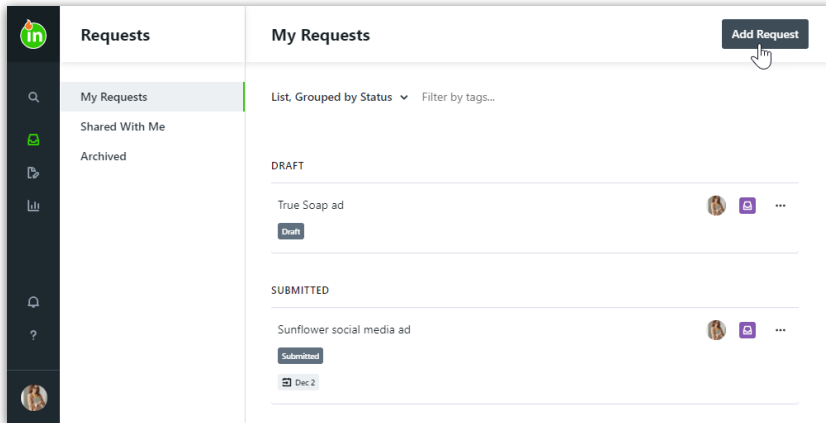 in
Requests
My Requests
Add Request
My Requests
Shared With Me
Archived
List, Grouped by Status
Filter by tags...
DRAFT
True Soap ad
Draft
SUBMITTED
Sunflower social media ad
Submitted
Dec 2
?